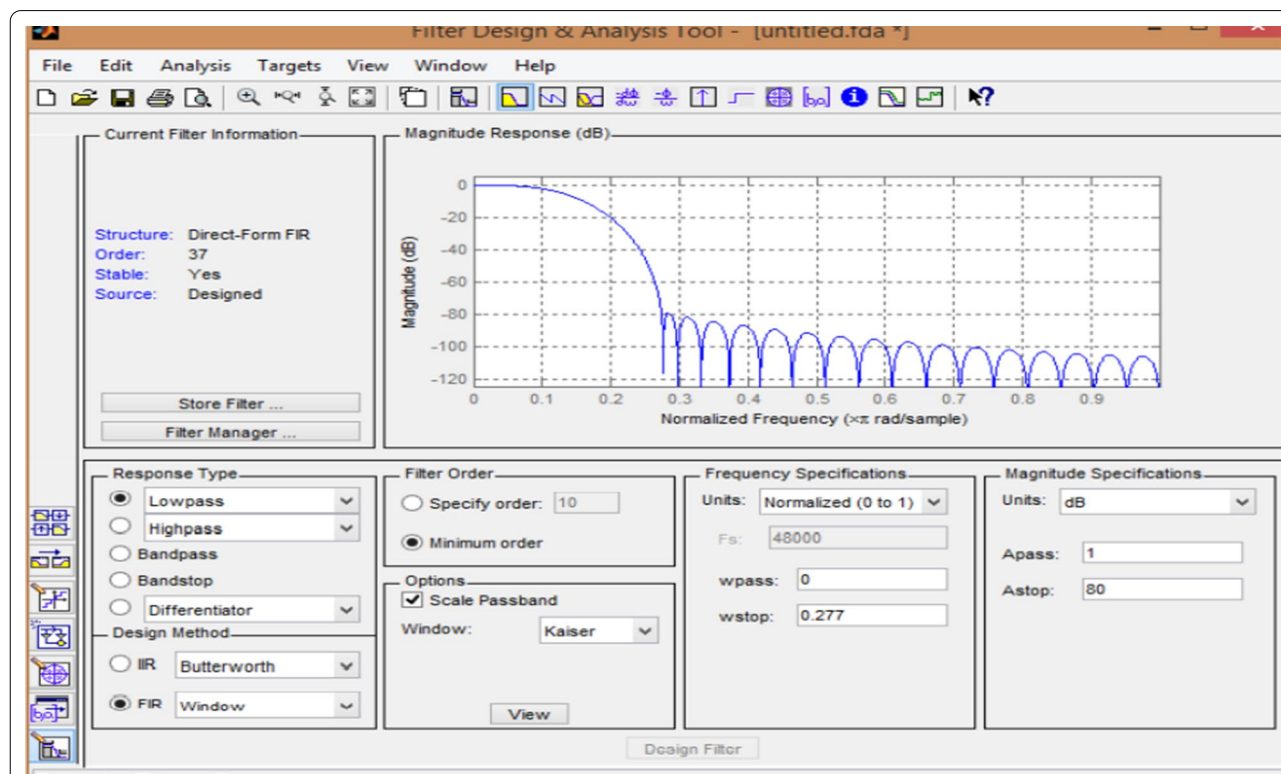 Filter Design & Analysis Tool - [untitled.fda *]
File Edit Analysis Targets View Window Help
Current Filter Information
Structure: Direct-Form FIR
Order: 37
Stable: Yes
Source: Designed
Store Filter ...
Filter Manager ...
Magnitude Response (dB)
Magnitude (dB)
0
-20
-40
-60
-80
-100
-120
0 0.1 0.2 0.3 0.4 0.5 0.6 0.7 0.8 0.9
Normalized Frequency (×π rad/sample)
Response Type
Lowpass
Highpass
Bandpass
Bandstop
Differentiator
Design Method
IIR Butterworth
FIR Window
Filter Order
Specify order: 10
Minimum order
Options
Scale Passband
Window: Kaiser
View
Frequency Specifications
Units: Normalized (0 to 1)
Fs: 48000
wpass: 0
wstop: 0.277
Magnitude Specifications
Units: dB
Apass: 1
Astop: 80
Design Filter